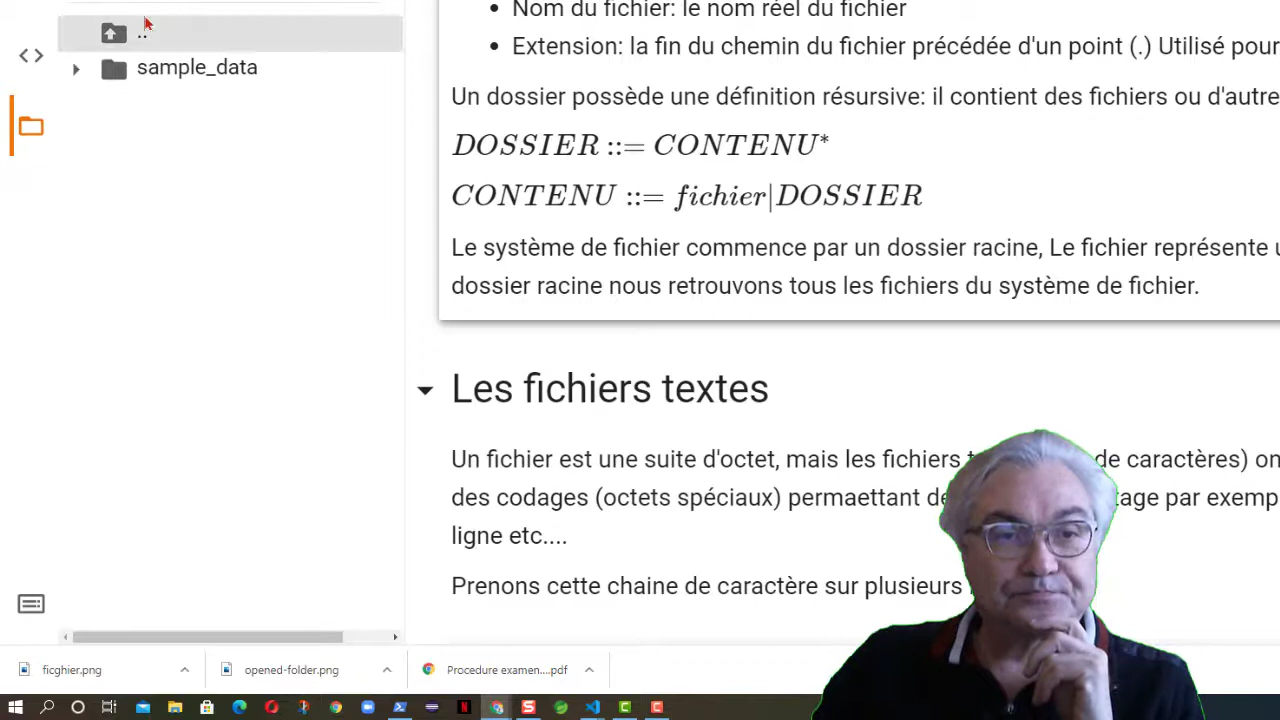 ..
sample_data
Nom du fichier: le nom réel du fichier
Extension: la fin du chemin du fichier précédée d'un point (.) Utilisé pour
Un dossier possède une définition résursive: il contient des fichiers ou d'autre
DOSSIER ::= CONTENU*
CONTENU ::= fichier|DOSSIER
Le système de fichier commence par un dossier racine, Le fichier représente
dossier racine nous retrouvons tous les fichiers du système de fichier.
Les fichiers textes
Un fichier est une suite d'octet, mais les fichiers de caractères)
des codages (octets spéciaux) permaettant
ligne etc....
Prenons cette chaine de caractère sur plusieurs
ficghier.png
opened-folder.png
Procedure examen....pdf